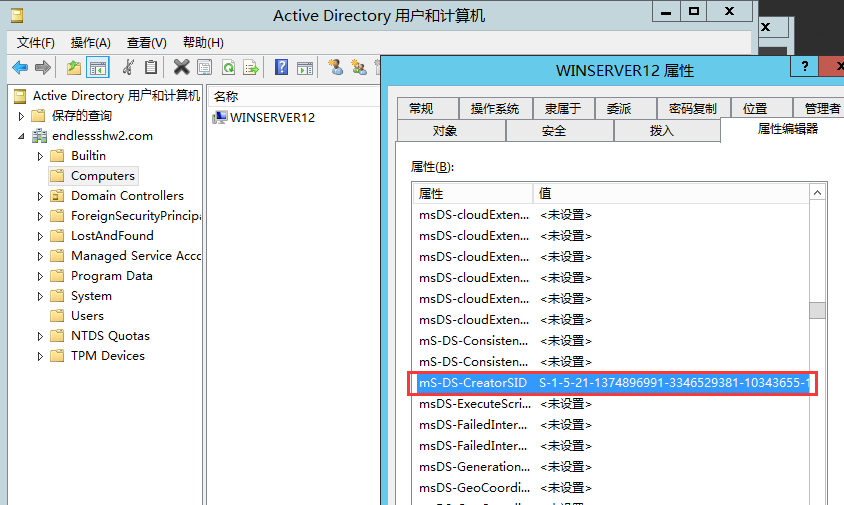 Active Directory 用户和计算机
文件(F) 操作(A) 查看(V) 帮助(H)
Active Directory 用户和计算机
保存的查询
endlessshw2.com
Builtin
Computers
Domain Controllers
ForeignSecurityPrincipa
LostAndFound
Managed Service Acco
Program Data
System
Users
NTDS Quotas
TPM Devices
名称
WINSERVER12
WINSERVER12 属性
常规 操作系统 隶属于 委派 密码复制 位置 管理者
对象 安全 拨入 属性编辑器
属性(B):
属性 值
msDS-cloudExten... <未设置>
msDS-cloudExten... <未设置>
msDS-cloudExten... <未设置>
msDS-cloudExten... <未设置>
msDS-cloudExten... <未设置>
msDS-cloudExten... <未设置>
mS-DS-Consisten... <未设置>
mS-DS-Consisten... <未设置>
mS-DS-CreatorSID S-1-5-21-1374896991-3346529381-10343655-1
msDS-ExecuteScri... <未设置>
msDS-FailedInter... <未设置>
msDS-FailedInter... <未设置>
msDS-Generation... <未设置>
msDS-GeoCoordi... <未设置>